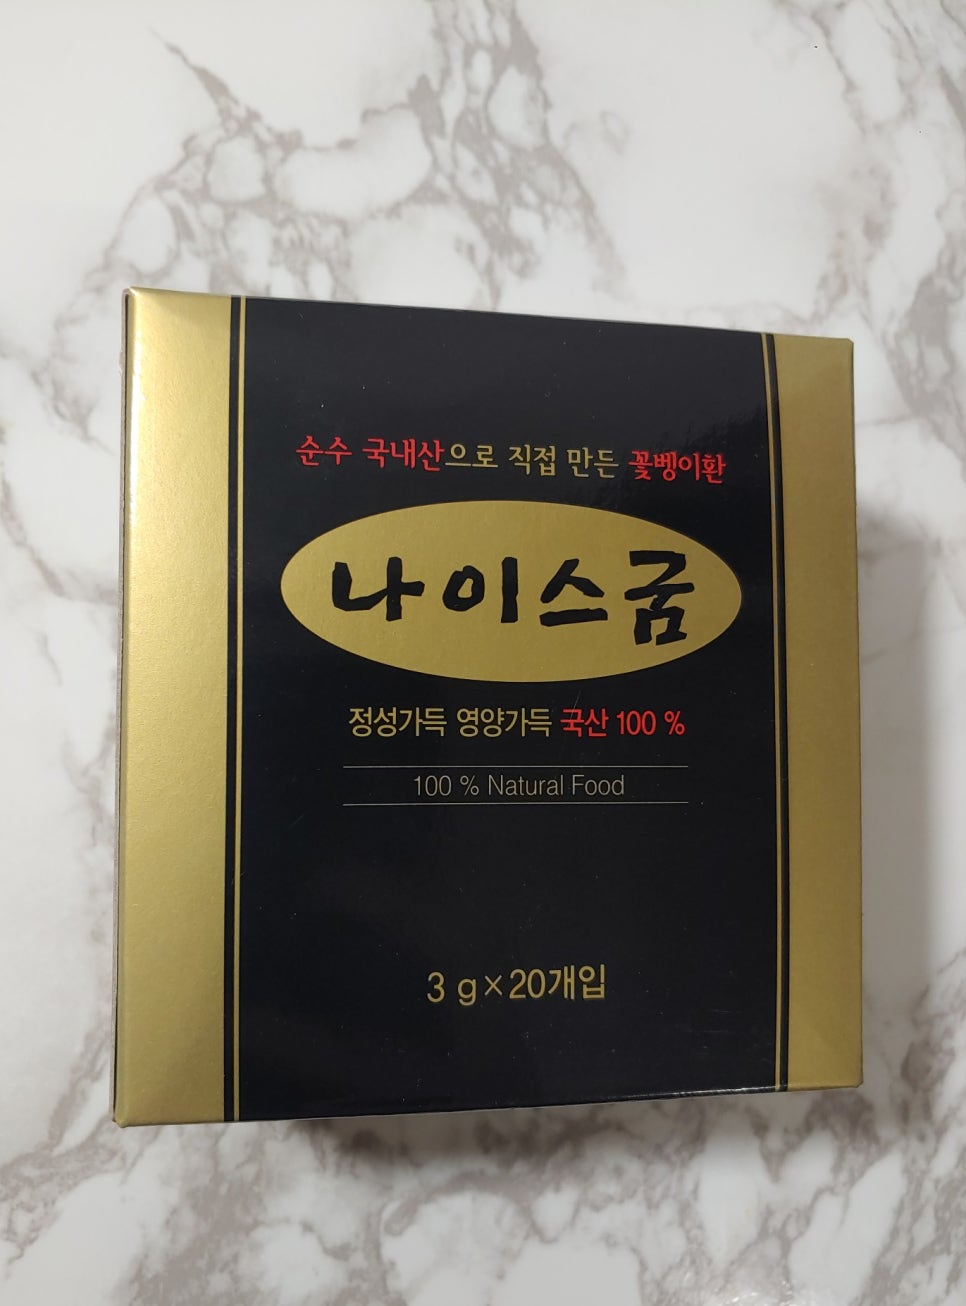 순수 국내산으로 직접 만든 꽃벵이환
나이스굼
정성가득 영양가득 국산 100 %
100 % Natural Food
3 g×20개입